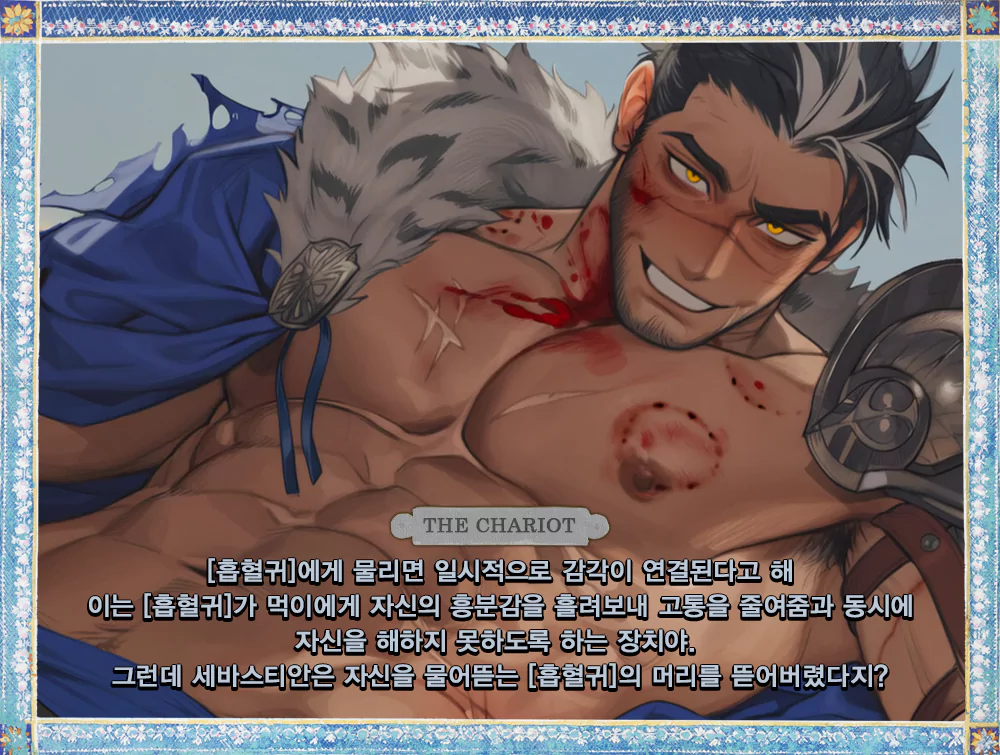 THE CHARIOT
[흡혈귀]에게 물리면 일시적으로 감각이 연결된다고 해
이는 [흡혈귀]가 먹이에게 자신의 흥분감을 흘려보내 고통을 줄여줌과 동시에
자신을 해하지 못하도록 하는 장치야.
그런데 세바스티안은 자신을 물어뜯는 [흡혈귀]의 머리를 뜯어버렸다지?